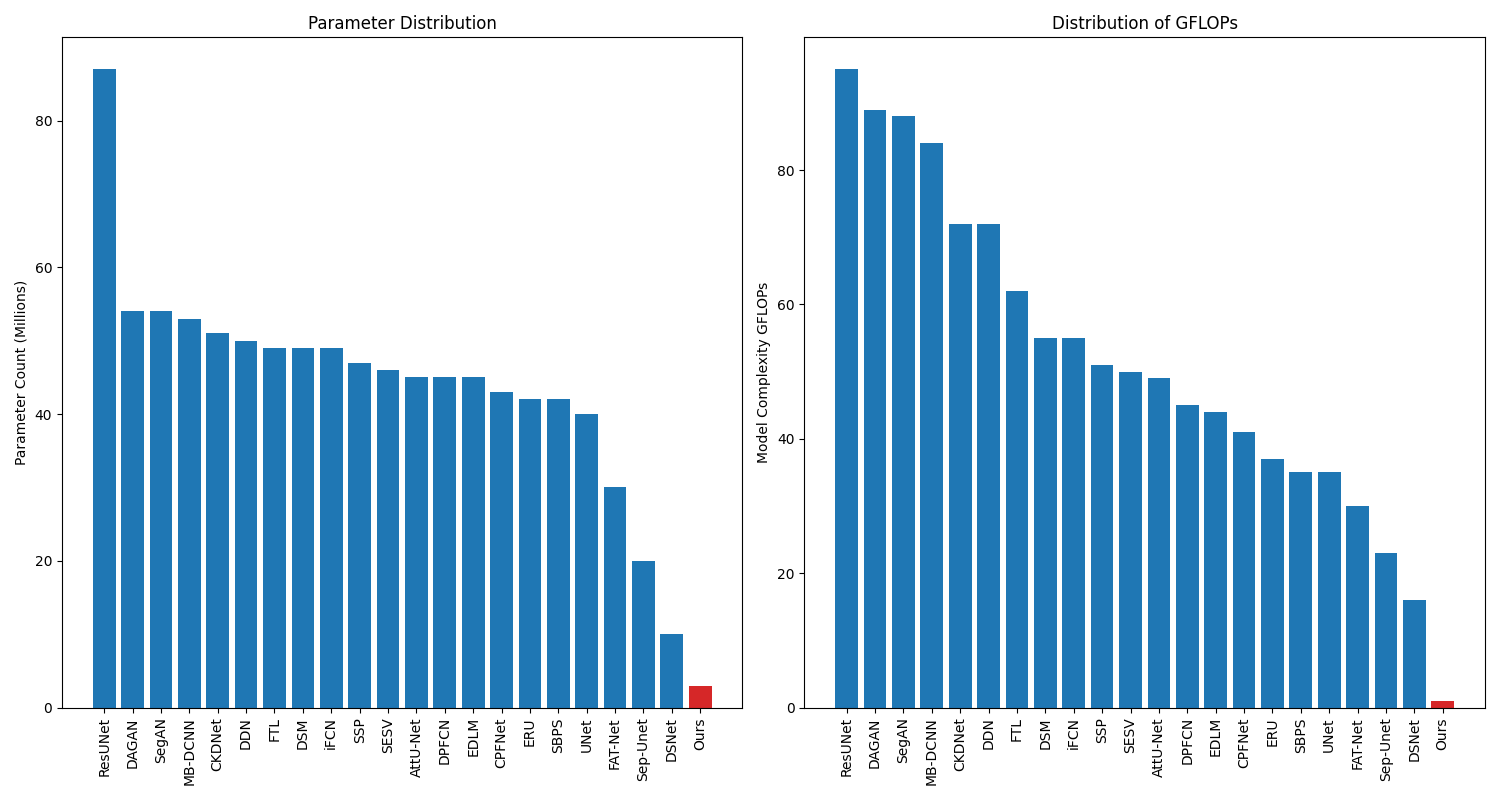 Parameter Distribution
Parameter Count (Millions)
80
60
40
20
0
ResUNet
DAGAN
SegAN
MB-DCNN
CKDNet
DDN
FTL
DSM
iFCN
SSP
SESV
AttU-Net
DPFCN
EDLM
CPFNet
ERU
SBPS
UNet
FAT-Net
Sep-Unet
DSNet
Ours
Distribution of GFLOPs
Model Complexity GFLOPs
80
60
40
20
0
ResUNet
DAGAN
SegAN
MB-DCNN
CKDNet
DDN
FTL
DSM
iFCN
SSP
SESV
AttU-Net
DPFCN
EDLM
CPFNet
ERU
SBPS
UNet
FAT-Net
Sep-Unet
DSNet
Ours